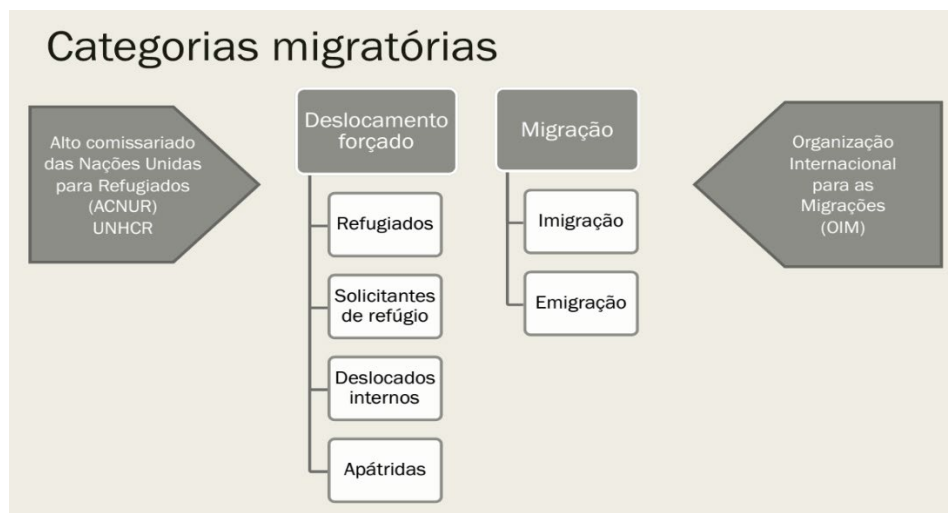 Categorias migratórias
Alto comissariado
das Nações Unidas
para Refugiados
(ACNUR)
UNHCR
Deslocamento
forçado
Refugiados
Solicitantes
de refúgio
Deslocados
internos
Apátridas
Migração
Imigração
Emigração
Organização
Internacional
para as
Migrações
(OIM)